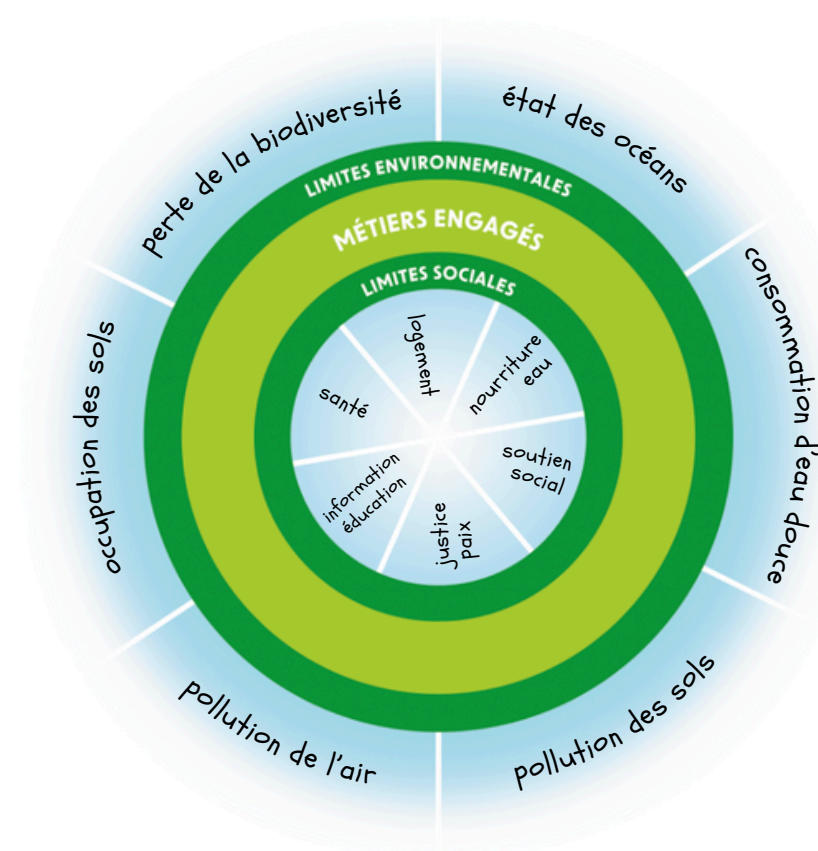 perte de la biodiversité
état des océans
consommation d'eau douce
pollution des sols
pollution de l'air
occupation des sols
LIMITES ENVIRONNEMENTALES
MÉTIERS ENGAGÉS
LIMITES SOCIALES
logement
nourriture
eau
soutien
social
justice
paix
information
éducation
santé